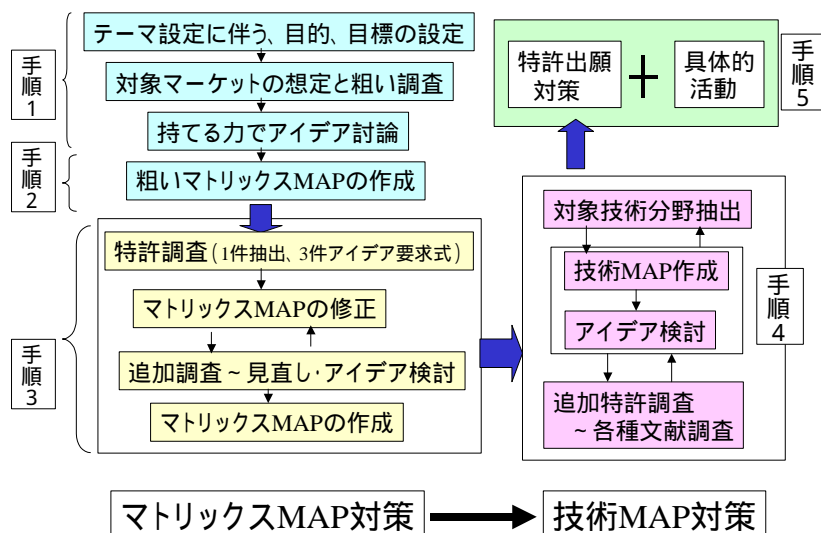 手順1
テーマ設定に伴う、目的、目標の設定
対象マーケットの想定と粗い調査
持てる力でアイデア討論
手順2
粗いマトリックスMAPの作成
手順3
特許調査(1件抽出、3件アイデア要求式)
マトリックスMAPの修正
追加調査~見直し・アイデア検討
マトリックスMAPの作成
手順4
対象技術分野抽出
技術MAP作成
アイデア検討
追加特許調査
~各種文献調査
手順5
特許出願
対策
+
具体的
活動
マトリックスMAP対策
技術MAP対策